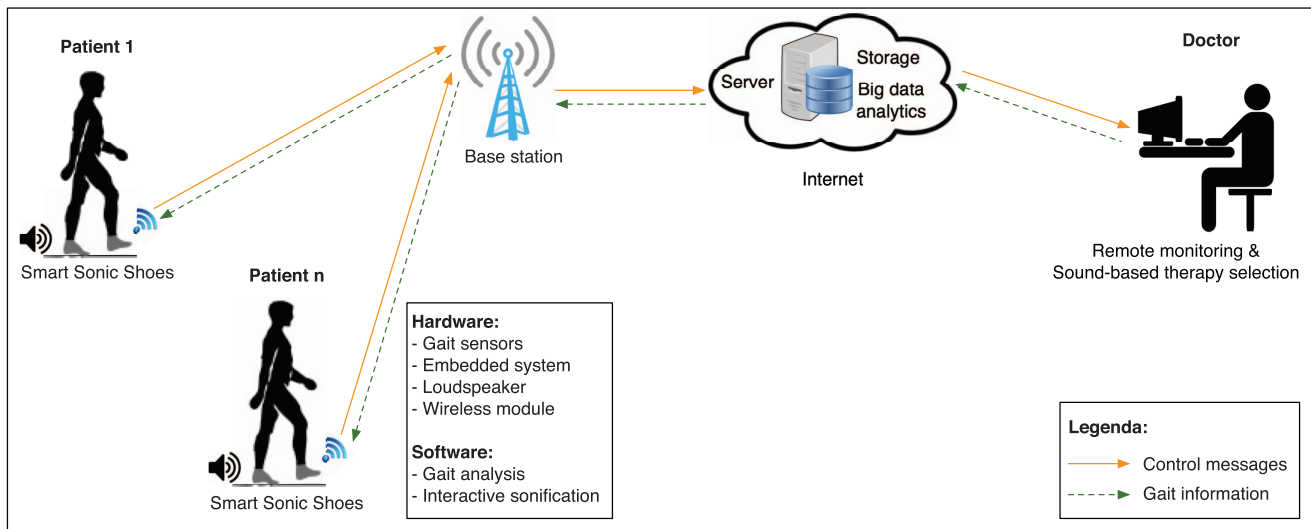 Patient 1
Smart Sonic Shoes
Patient n
Smart Sonic Shoes
Hardware:
- Gait sensors
- Embedded system
- Loudspeaker
- Wireless module
Software:
- Gait analysis
- Interactive sonification
Base station
Server
Storage
Big data
analytics
Internet
Doctor
Remote monitoring &
Sound-based therapy selection
Legenda:
Control messages
Gait information